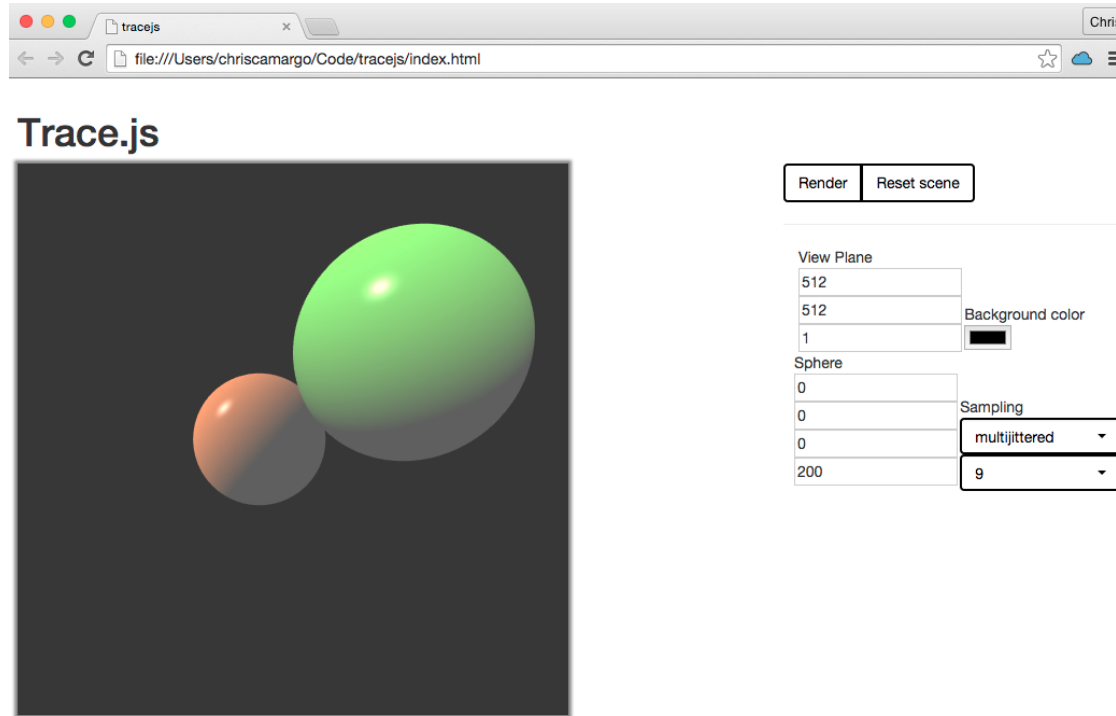 tracejs
Chris
file:///Users/chriscamargo/Code/tracejs/index.html
Trace.js
Render
Reset scene
View Plane
512
512
1
Background color
Sphere
0
0
0
200
Sampling
multijittered
9